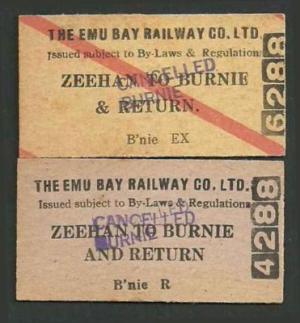 THE EMU BAY RAILWAY CO. LTD.
Issued subject to By-Laws & Regulations
ZEEHAN TO BURNIE
& RETURN.
CANCELLED
BURNIE
B'nie EX
6288
THE EMU BAY RAILWAY CO. LTD.
Issued subject to By-Laws & Regulations
ZEEHAN TO BURNIE
AND RETURN
CANCELLED
BURNIE
B'nie R
4288